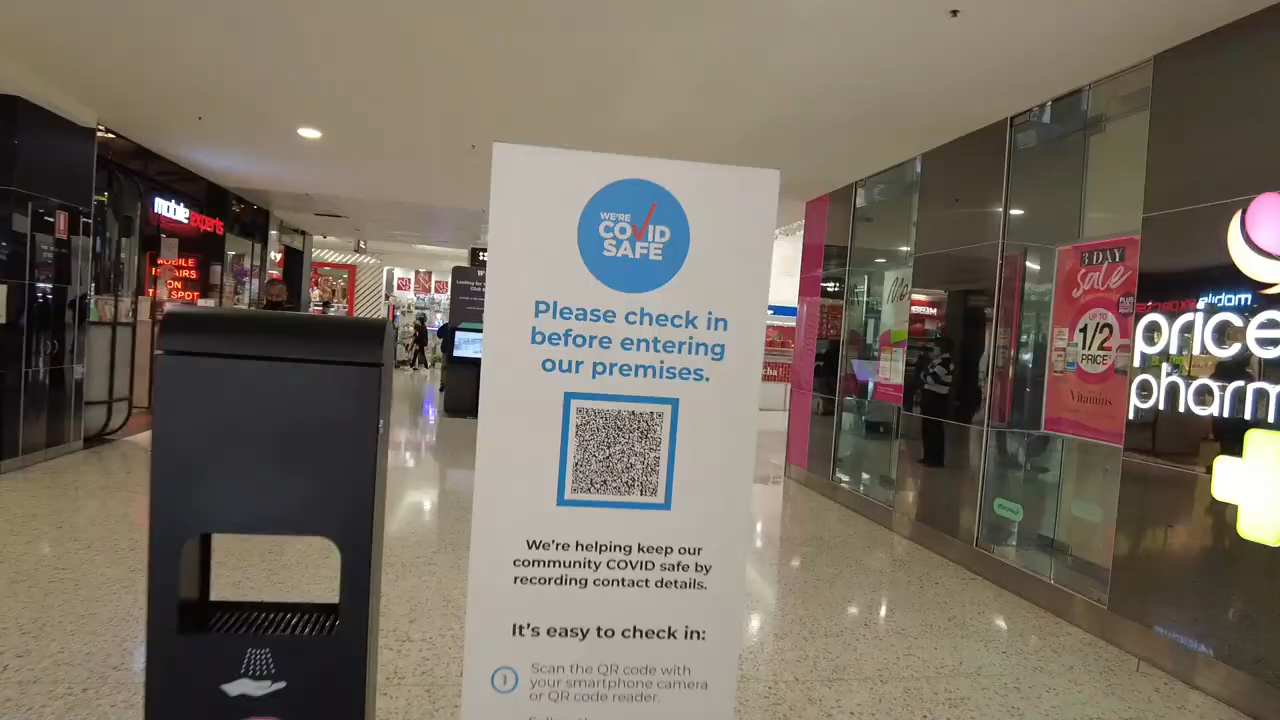 WE'RE
COVID
SAFE
Please check in
before entering
our premises.
We're helping keep our
community COVID safe by
recording contact details.
It's easy to check in:
1
Scan the QR code with
your smartphone camera
or QR code reader.
mobile experts
MOBILE
REPAIRS
ON
THE SPOT
3 DAY
sale
UP TO
1/2
PRICE
Vitamins
price
pharm